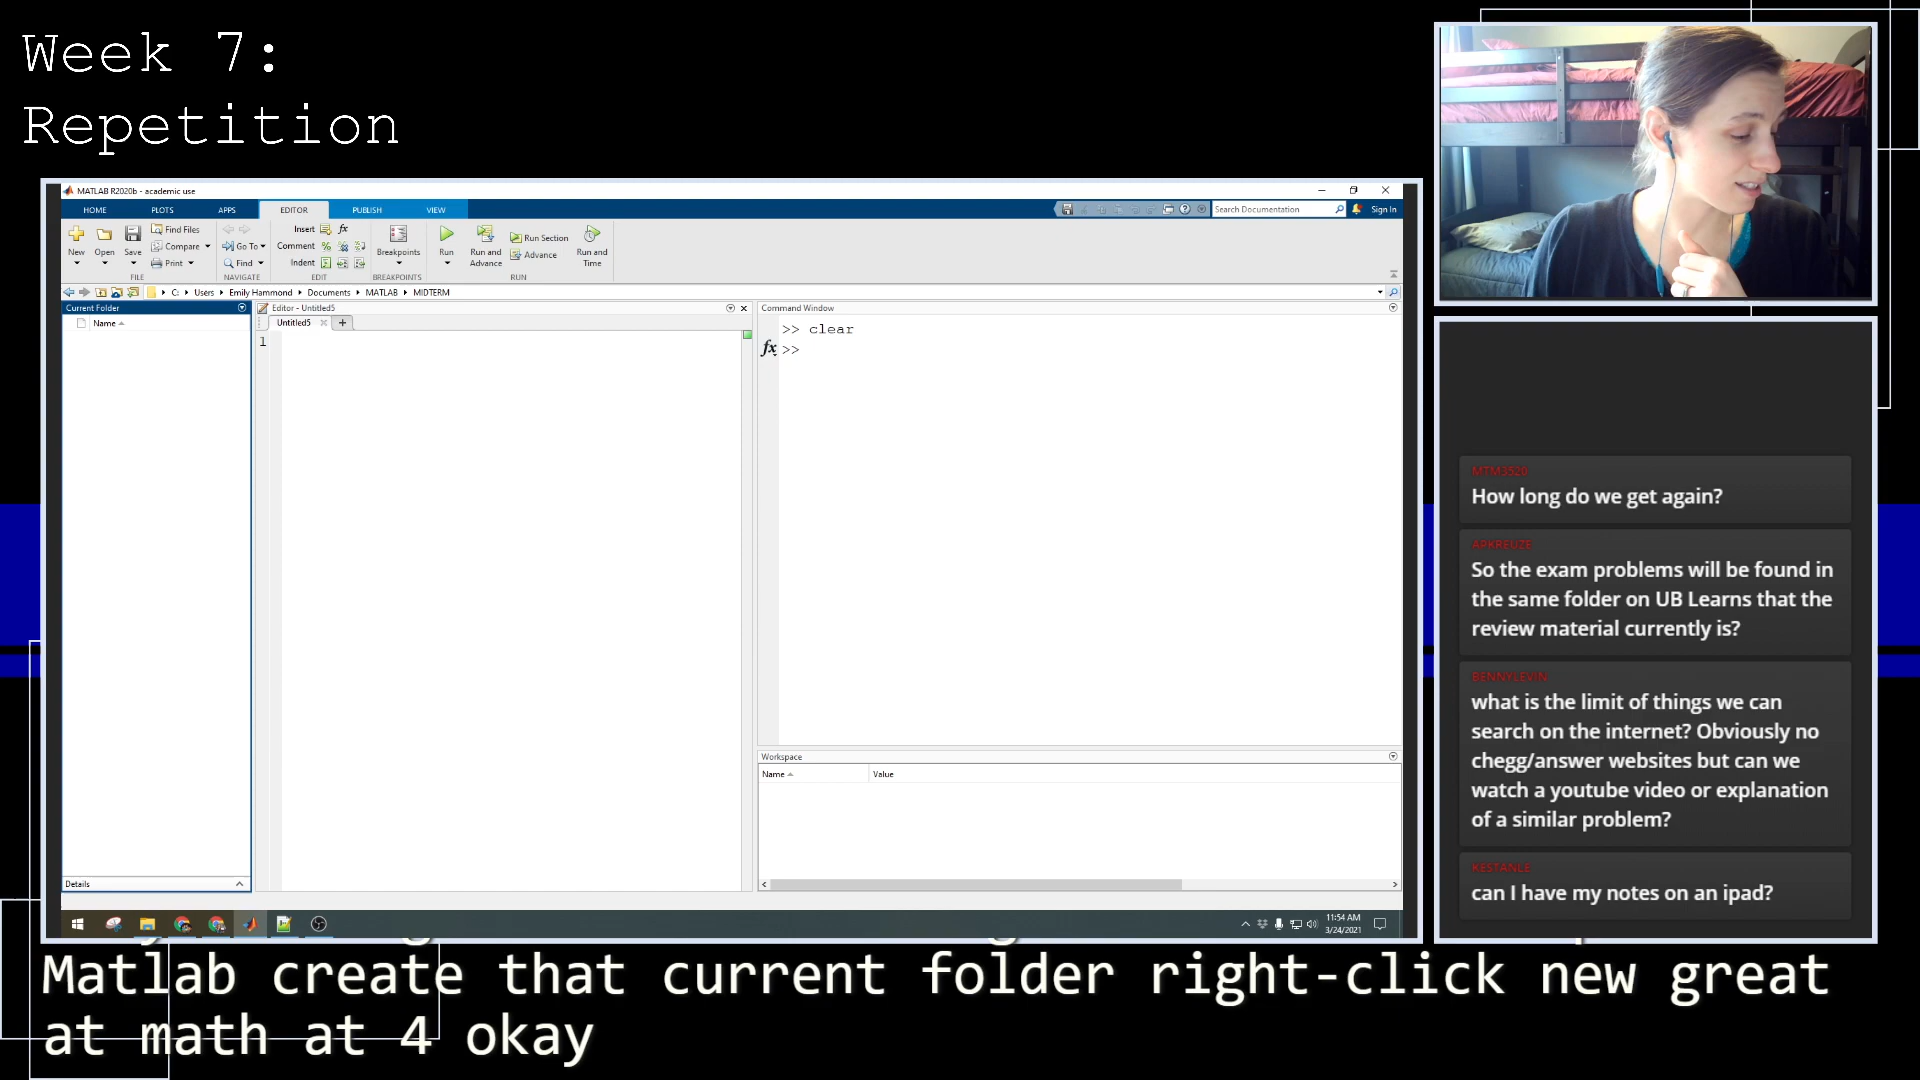 Week 7:
Repetition
MATLAB R2020b - academic use
HOME PLOTS APPS EDITOR PUBLISH VIEW
Search Documentation
Sign In
New Open Save
Find Files
Compare
Print
FILE
Go To
Find
NAVIGATE
Insert
Comment
Indent
EDIT
Breakpoints
BREAKPOINTS
Run
Run and
Advance
Run Section
Advance
Run and
Time
RUN
C: Users Emily Hammond Documents MATLAB MIDTERM
Current Folder
Name
Details
Editor - Untitled5
Untitled5
1
Command Window
>> clear
fx >>
Workspace
Name Value
11:54 AM
3/24/2021
MTM3520
How long do we get again?
APKREUZE
So the exam problems will be found in
the same folder on UB Learns that the
review material currently is?
BENNYLEVIN
what is the limit of things we can
search on the internet? Obviously no
chegg/answer websites but can we
watch a youtube video or explanation
of a similar problem?
KESTANLE
can I have my notes on an ipad?
Matlab create that current folder right-click new great
at math at 4 okay